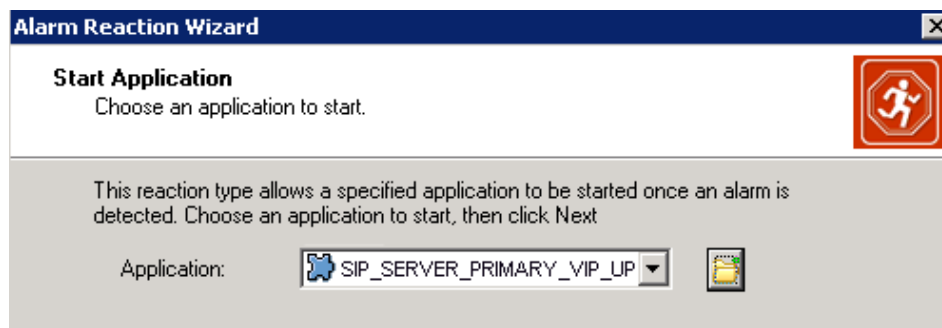 Alarm Reaction Wizard
Start Application
Choose an application to start.
This reaction type allows a specified application to be started once an alarm is
detected. Choose an application to start, then click Next
Application: SIP_SERVER_PRIMARY_VIP_UP